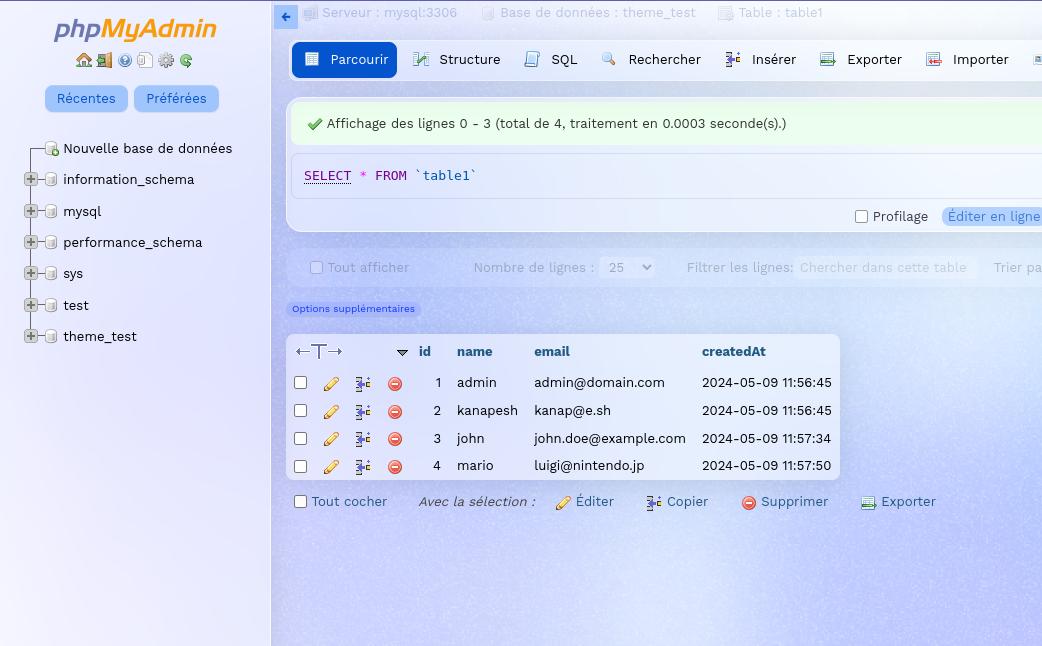 phpMyAdmin
Récentes Préférées
Nouvelle base de données
information_schema
mysql
performance_schema
sys
test
theme_test
Serveur : mysql:3306 Base de données : theme_test Table : table1
Parcourir Structure SQL Rechercher Insérer Exporter Importer
Affichage des lignes 0 - 3 (total de 4, traitement en 0.0003 seconde(s).)
SELECT * FROM `table1`
Profilage Éditer en ligne
Tout afficher Nombre de lignes : 25 Filtrer les lignes: Chercher dans cette table Trier pa
Options supplémentaires
←T→ id name email createdAt
1 admin admin@domain.com 2024-05-09 11:56:45
2 kanapesh kanap@e.sh 2024-05-09 11:56:45
3 john john.doe@example.com 2024-05-09 11:57:34
4 mario luigi@nintendo.jp 2024-05-09 11:57:50
Tout cocher Avec la sélection : Éditer Copier Supprimer Exporter